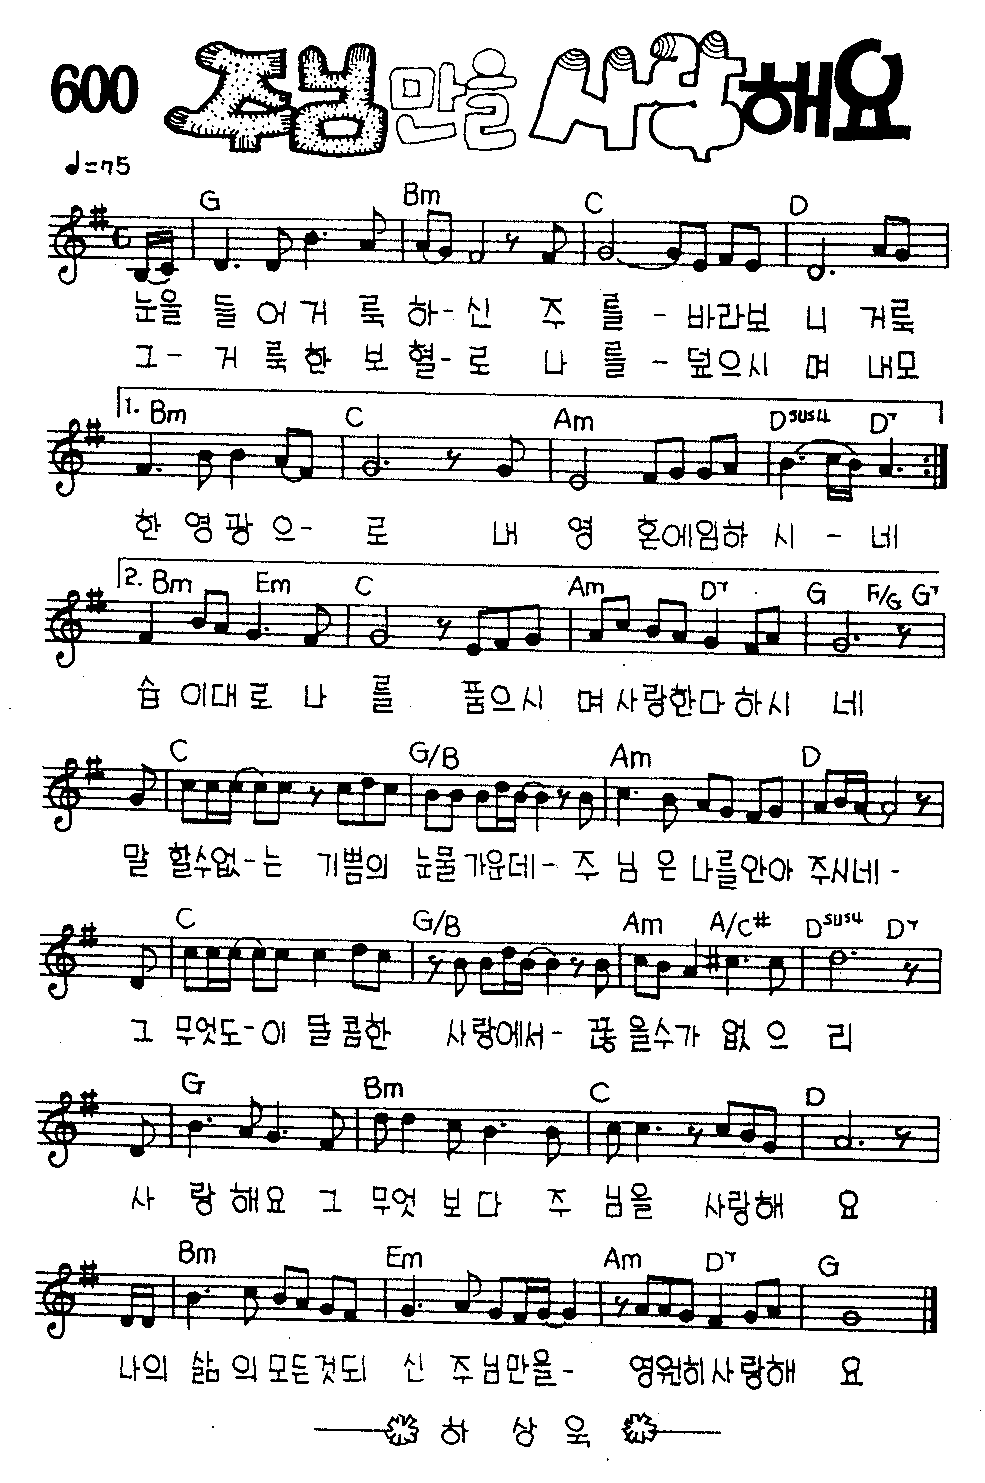 600 주님만을 사랑해요
♩=75
G Bm C D
눈을 들어 거룩하-신 주를 - 바라보니 거룩
그- 거룩한 보혈-로 나를 - 덮으시며 내모
1. Bm C Am Dsus4 D7
한 영광으-로 내 영혼에임하시-네
2. Bm Em C Am D7 G F/G G7
습 이대로 나를 품으시며 사랑한다 하시네
C G/B Am D
말 할수없-는 기쁨의 눈물가운데- 주님은 나를안아 주시네-
C G/B Am A/C# Dsus4 D7
그 무엇도-이 달콤한 사랑에서- 끊을수가 없으리
G Bm C D
사랑해요 그 무엇보다 주님을 사랑해요
Bm Em Am D7 G
나의 삶의모든것되신 주님만을- 영원히사랑해요
하 상 욱